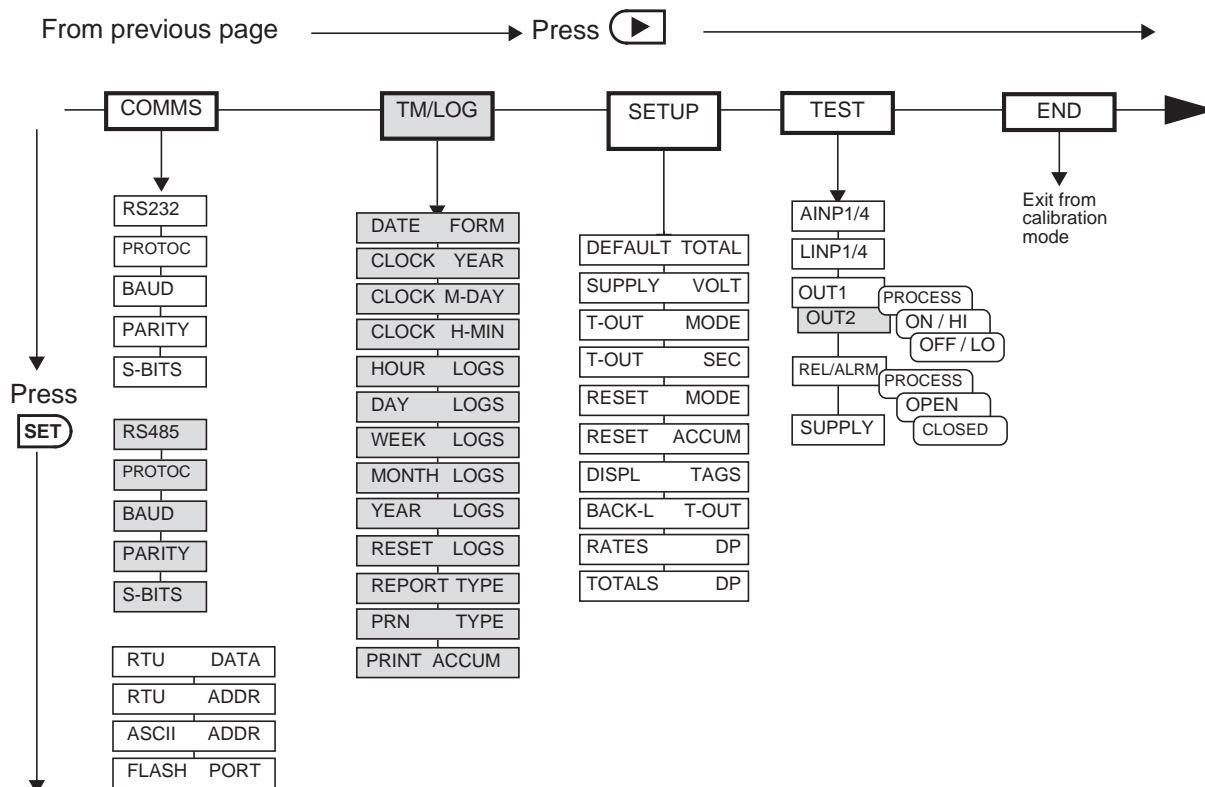 From previous page
Press
COMMS
TM/LOG
SETUP
TEST
END
Press
SET
RS232
PROTOC
BAUD
PARITY
S-BITS
RS485
PROTOC
BAUD
PARITY
S-BITS
RTU DATA
RTU ADDR
ASCII ADDR
FLASH PORT
DATE FORM
CLOCK YEAR
CLOCK M-DAY
CLOCK H-MIN
HOUR LOGS
DAY LOGS
WEEK LOGS
MONTH LOGS
YEAR LOGS
RESET LOGS
REPORT TYPE
PRN TYPE
PRINT ACCUM
DEFAULT TOTAL
SUPPLY VOLT
T-OUT MODE
T-OUT SEC
RESET MODE
RESET ACCUM
DISPL TAGS
BACK-L T-OUT
RATES DP
TOTALS DP
AINP1/4
LINP1/4
OUT1
OUT2
PROCESS
ON / HI
OFF / LO
REL/ALRM
PROCESS
OPEN
CLOSED
SUPPLY
Exit from
calibration
mode